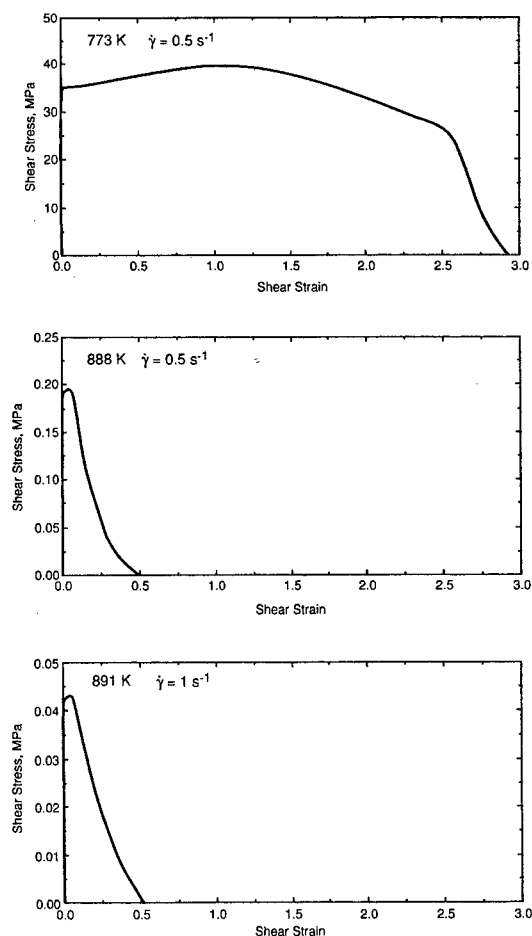 773 K γ̇ = 0.5 s⁻¹
50
40
30
20
10
0
Shear Stress, MPa
0.0 0.5 1.0 1.5 2.0 2.5 3.0
Shear Strain
888 K γ̇ = 0.5 s⁻¹
0.25
0.20
0.15
0.10
0.05
0.00
Shear Stress, MPa
0.0 0.5 1.0 1.5 2.0 2.5 3.0
Shear Strain
891 K γ̇ = 1 s⁻¹
0.05
0.04
0.03
0.02
0.01
0.00
Shear Stress, MPa
0.0 0.5 1.0 1.5 2.0 2.5 3.0
Shear Strain